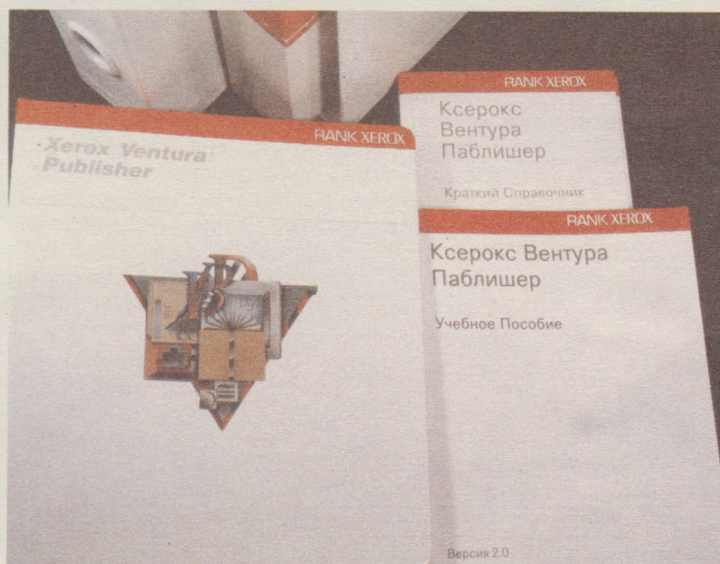 RANK XEROX
Xerox Ventura
Publisher
RANK XEROX
Ксерокс
Вентура
Паблишер
Краткий Справочник
RANK XEROX
Ксерокс Вентура
Паблишер
Учебное Пособие
Версия 2.0